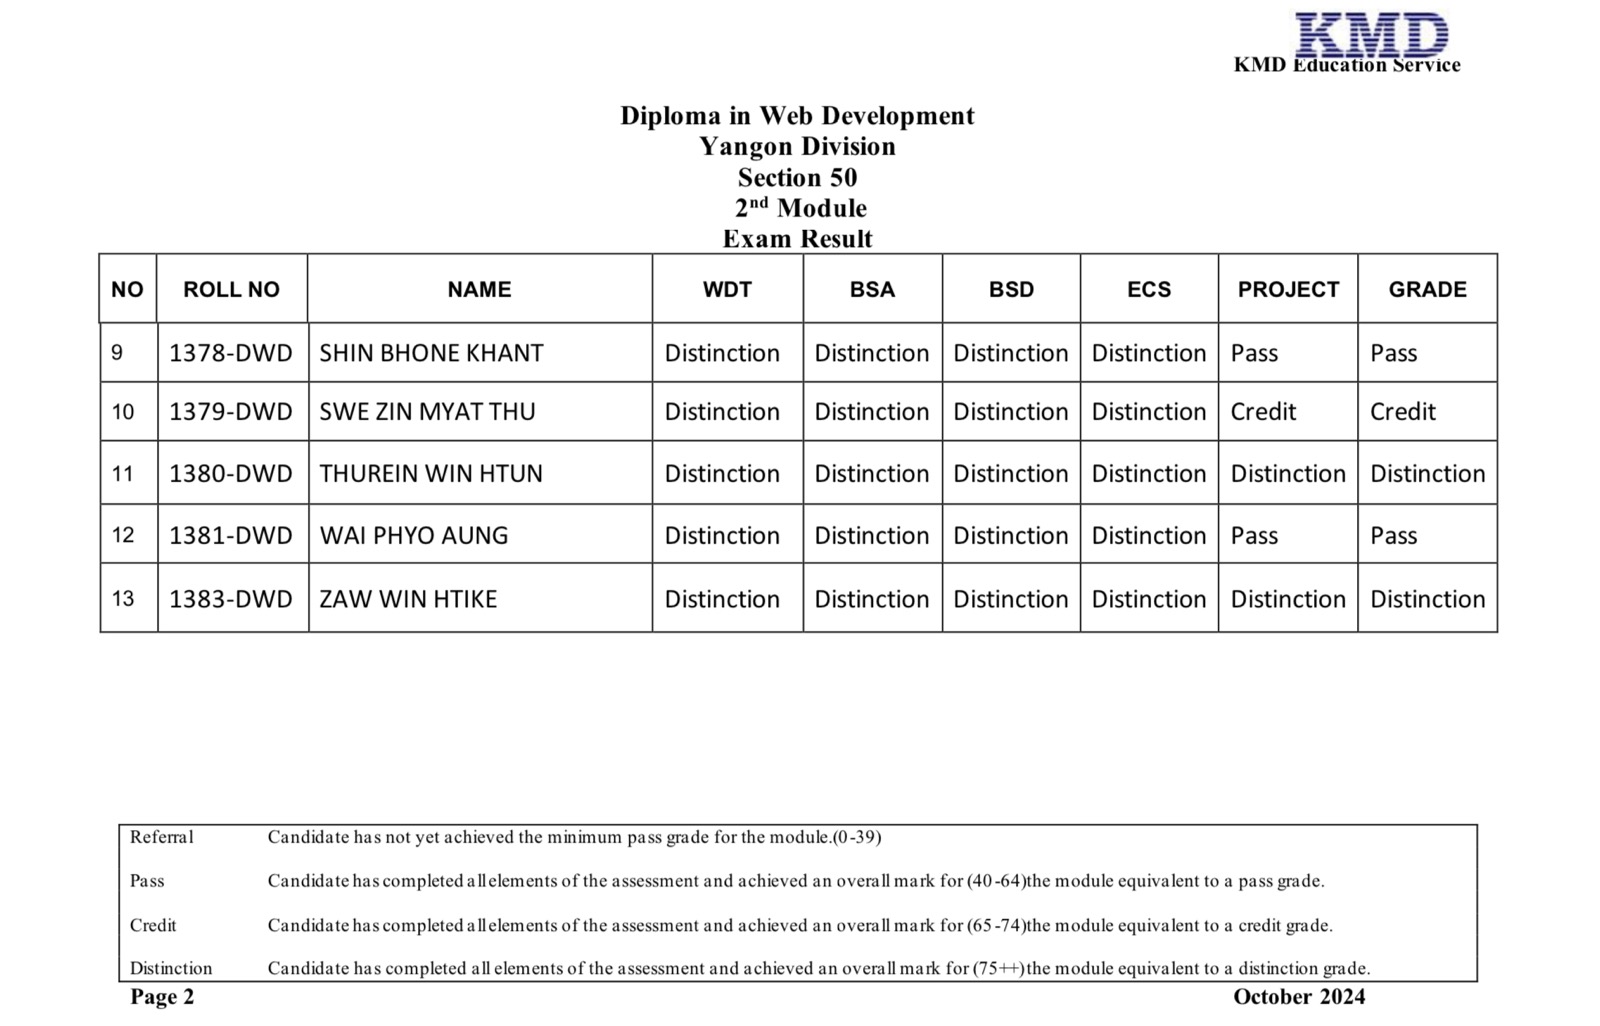 KMD
KMD Education Service
Diploma in Web Development
Yangon Division
Section 50
2nd Module
Exam Result
NO ROLL NO NAME WDT BSA BSD ECS PROJECT GRADE
9 1378-DWD SHIN BHONE KHANT Distinction Distinction Distinction Distinction Pass Pass
10 1379-DWD SWE ZIN MYAT THU Distinction Distinction Distinction Distinction Credit Credit
11 1380-DWD THUREIN WIN HTUN Distinction Distinction Distinction Distinction Distinction Distinction
12 1381-DWD WAI PHYO AUNG Distinction Distinction Distinction Distinction Pass Pass
13 1383-DWD ZAW WIN HTIKE Distinction Distinction Distinction Distinction Distinction Distinction
Referral Candidate has not yet achieved the minimum pass grade for the module.(0-39)
Pass Candidate has completed all elements of the assessment and achieved an overall mark for (40-64)the module equivalent to a pass grade.
Credit Candidate has completed all elements of the assessment and achieved an overall mark for (65-74)the module equivalent to a credit grade.
Distinction Candidate has completed all elements of the assessment and achieved an overall mark for (75++)the module equivalent to a distinction grade.
Page 2 October 2024